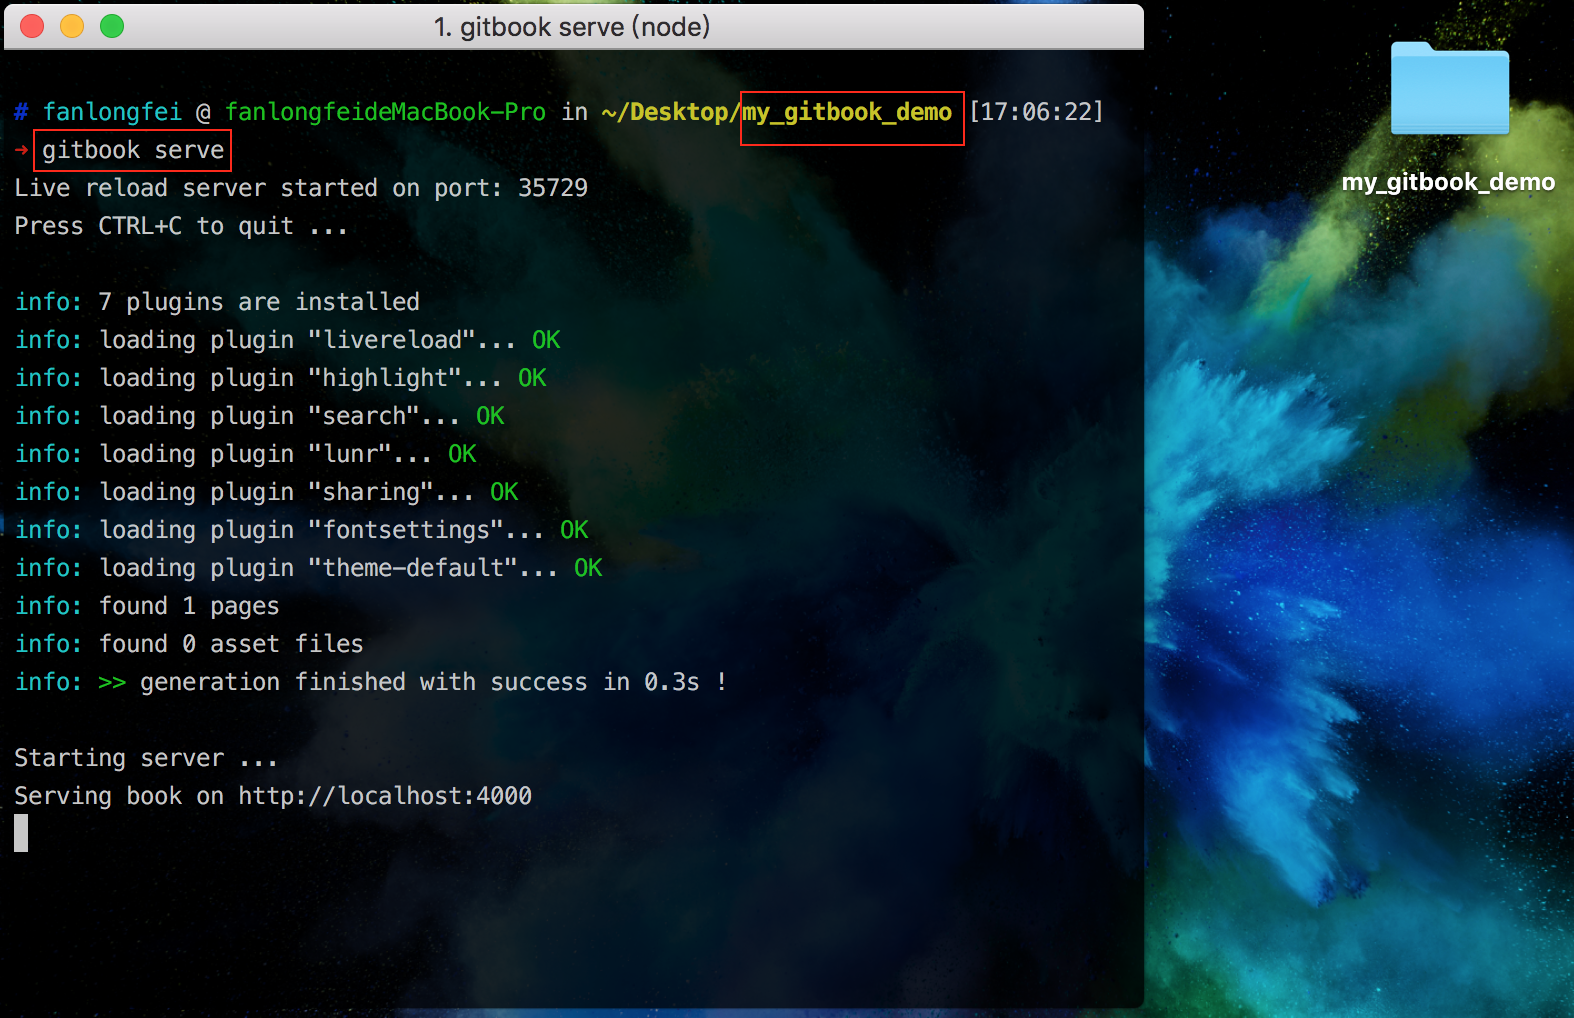 1. gitbook serve (node)
# fanlongfei @ fanlongfeideMacBook-Pro in ~/Desktop/my_gitbook_demo [17:06:22]
→ gitbook serve
Live reload server started on port: 35729
Press CTRL+C to quit ...
info: 7 plugins are installed
info: loading plugin "livereload"... OK
info: loading plugin "highlight"... OK
info: loading plugin "search"... OK
info: loading plugin "lunr"... OK
info: loading plugin "sharing"... OK
info: loading plugin "fontsettings"... OK
info: loading plugin "theme-default"... OK
info: found 1 pages
info: found 0 asset files
info: >> generation finished with success in 0.3s !
Starting server ...
Serving book on http://localhost:4000
my_gitbook_demo